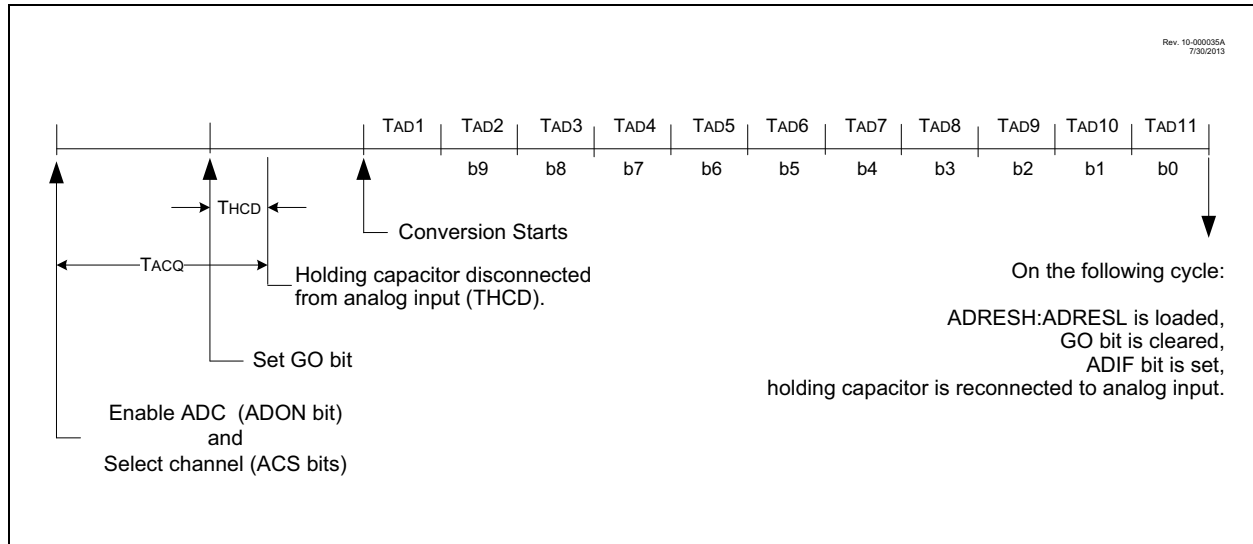 Rev. 10-000035A
7/30/2013
TAD1 TAD2 TAD3 TAD4 TAD5 TAD6 TAD7 TAD8 TAD9 TAD10 TAD11
b9 b8 b7 b6 b5 b4 b3 b2 b1 b0
THCD
Conversion Starts
TACQ
Holding capacitor disconnected
from analog input (THCD).
Set GO bit
Enable ADC (ADON bit)
and
Select channel (ACS bits)
On the following cycle:
ADRESH:ADRESL is loaded,
GO bit is cleared,
ADIF bit is set,
holding capacitor is reconnected to analog input.